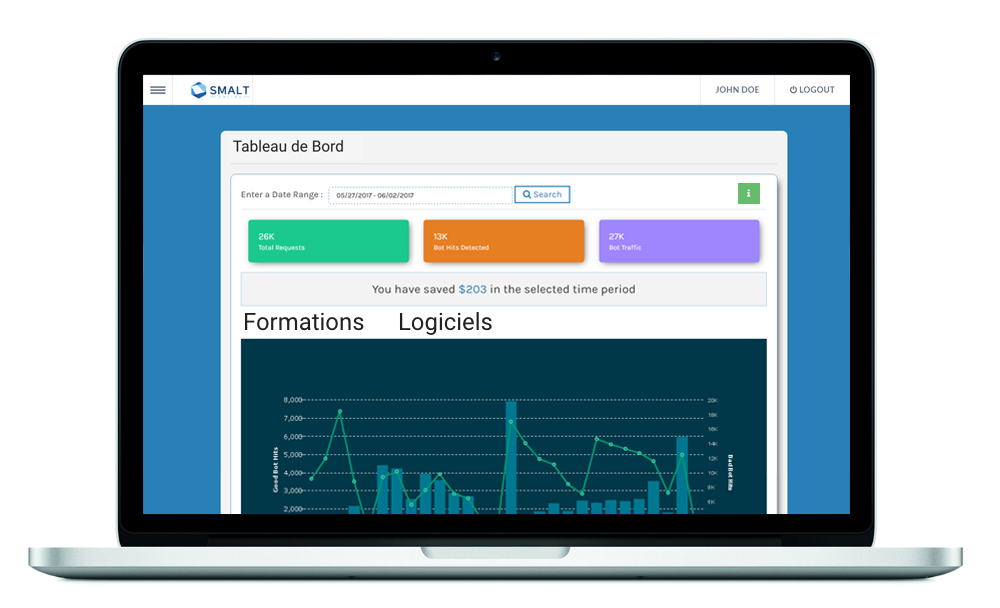 SMALT
JOHN DOE
LOGOUT
Tableau de Bord
Enter a Date Range :
05/27/2017 - 06/02/2017
Search
i
26K
Total Requests
13K
Bot Hits Detected
27K
Bot Traffic
You have saved $203 in the selected time period
Formations
Logiciels
8,000
7,000
6,000
5,000
4,000
3,000
2,000
Good Bot Hits
20K
18K
16K
14K
12K
10K
8K
6K
Bad Bot Hits